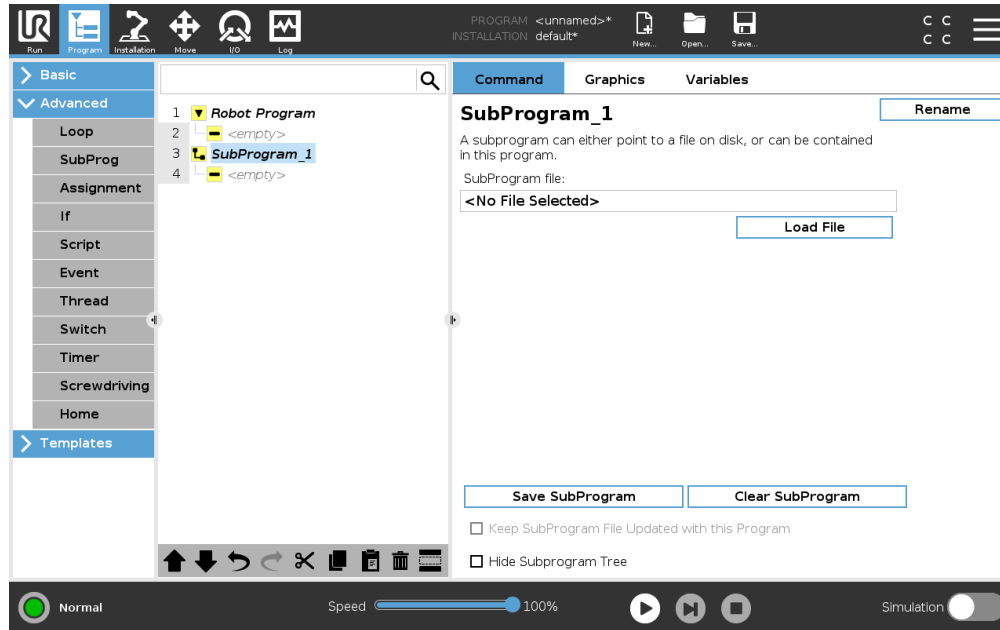 UR
Run
Program
Installation
Move
I/O
Log
PROGRAM <unnamed>*
INSTALLATION default*
New...
Open...
Save...
C C
C C
Basic
Advanced
Loop
SubProg
Assignment
If
Script
Event
Thread
Switch
Timer
Screwdriving
Home
Templates
1 Robot Program
2 <empty>
3 SubProgram_1
4 <empty>
Command Graphics Variables
SubProgram_1
Rename
A subprogram can either point to a file on disk, or can be contained
in this program.
SubProgram file:
<No File Selected>
Load File
Save SubProgram
Clear SubProgram
Keep SubProgram File Updated with this Program
Hide Subprogram Tree
Normal
Speed 100%
Simulation